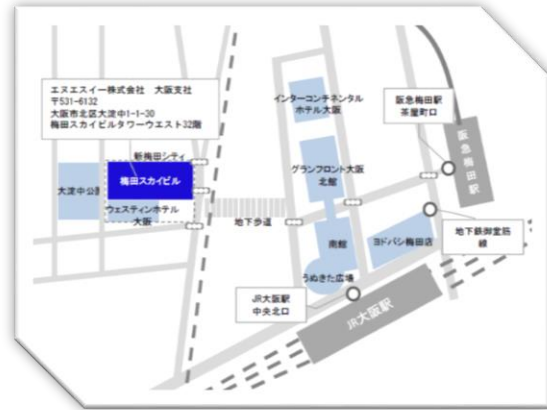 エヌエスイー株式会社 大阪支社
〒531-6132
大阪市北区大淀中1-1-30
梅田スカイビルタワーウエスト32階
インターコンチネンタル
ホテル大阪
阪急梅田駅
茶屋町口
阪急梅田駅
新梅田シティ
グランフロント大阪
北館
大淀中公園
梅田スカイビル
ウェスティンホテル
大阪
地下歩道
南館
ヨドバシ梅田店
地下鉄御堂筋
線
うめきた広場
JR大阪駅
中央北口
JR大阪駅